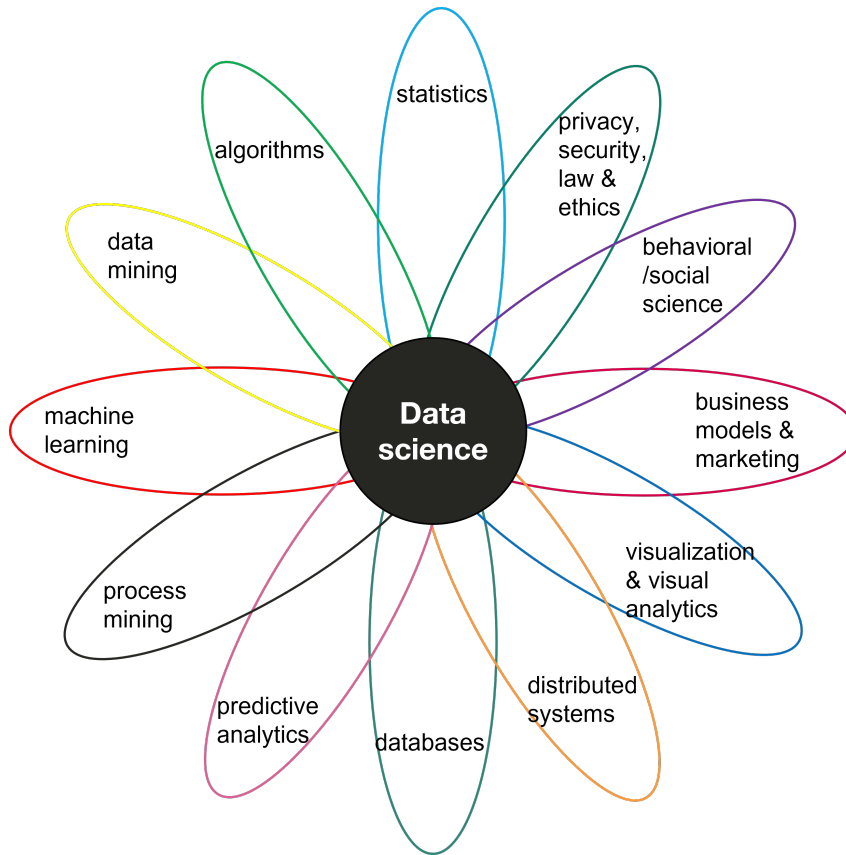 statistics
privacy,
security,
law &
ethics
behavioral
/social
science
business
models &
marketing
visualization
& visual
analytics
distributed
systems
databases
predictive
analytics
process
mining
machine
learning
data
mining
algorithms
Data
science